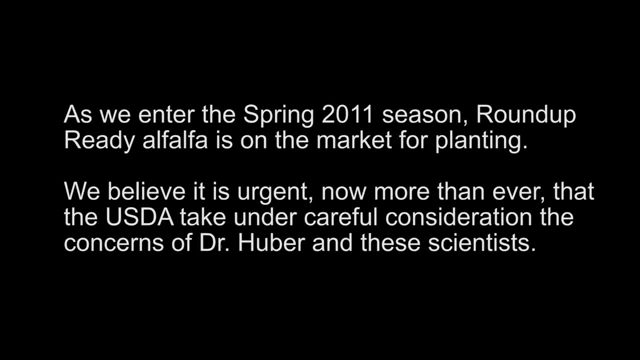 As we enter the Spring 2011 season, Roundup
Ready alfalfa is on the market for planting.
We believe it is urgent, now more than ever, that
the USDA take under careful consideration the
concerns of Dr. Huber and these scientists.